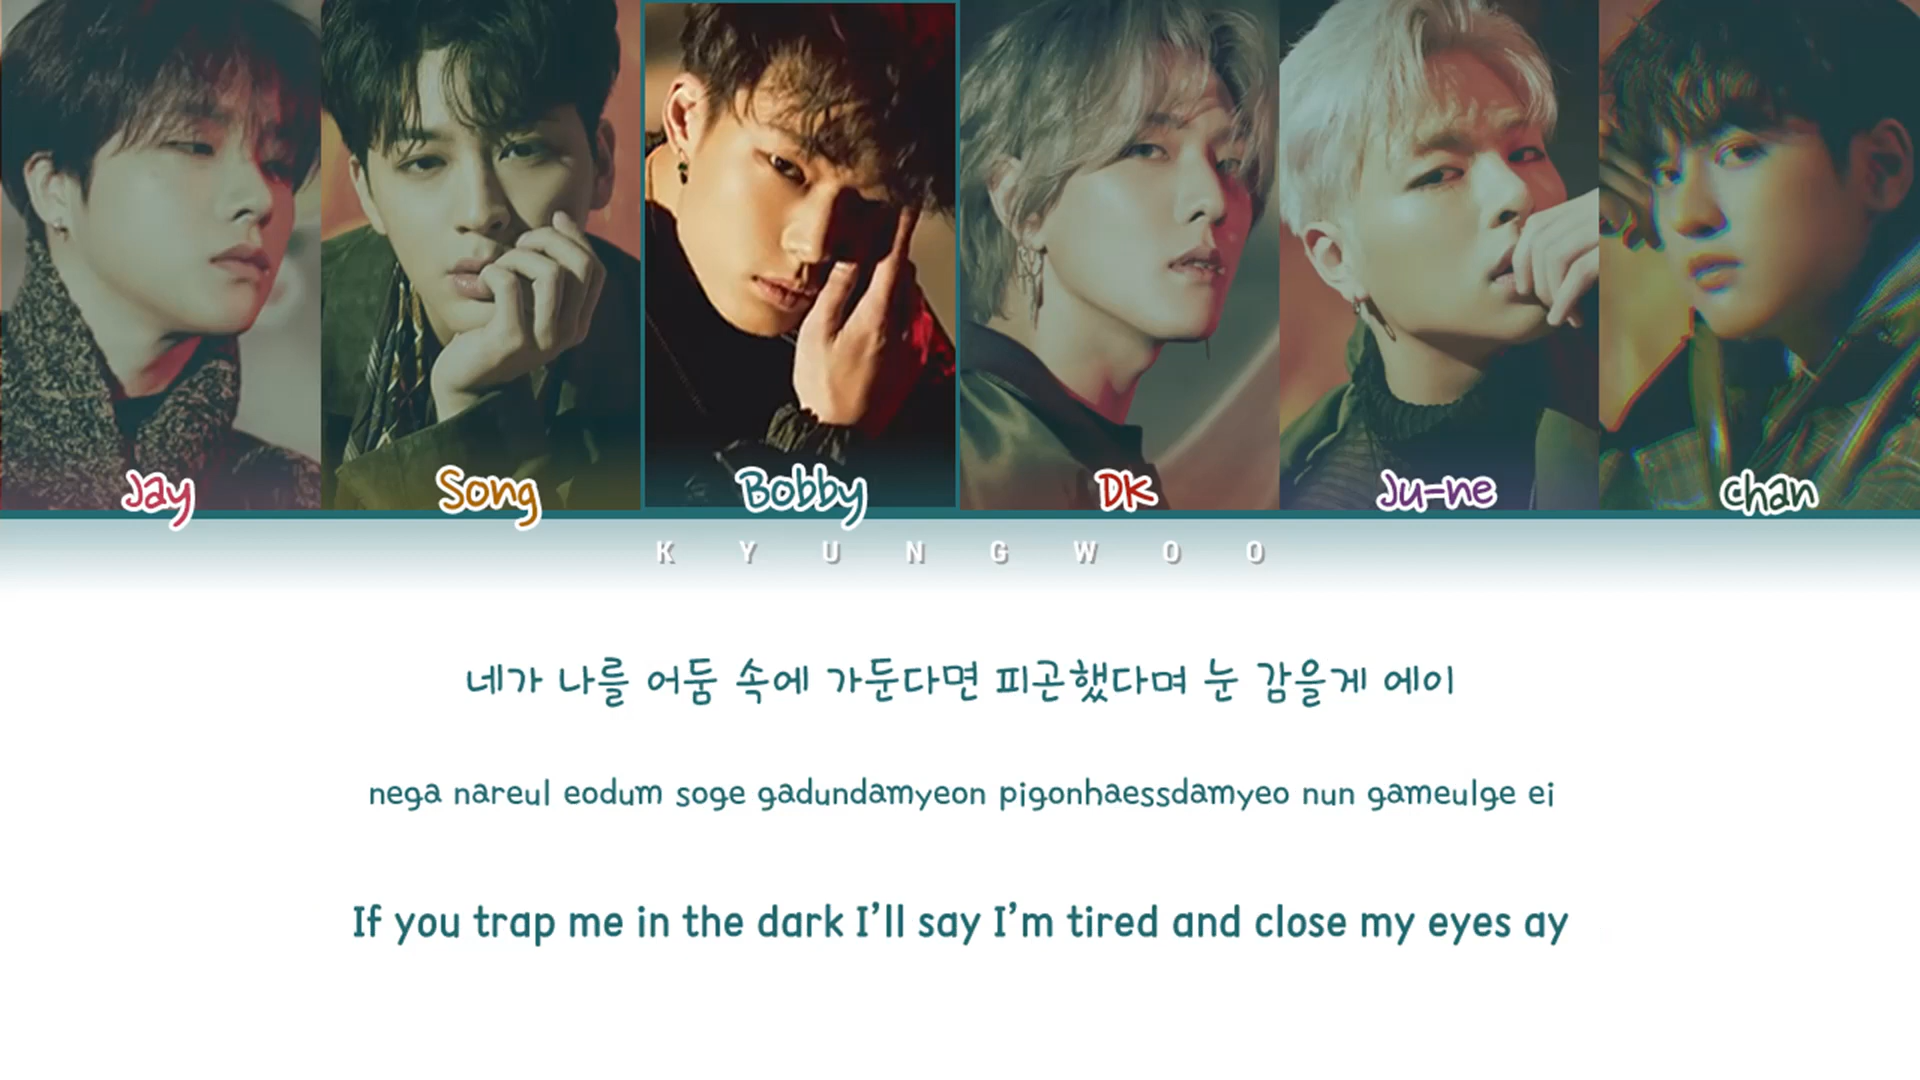 Jay Song Bobby DK Ju-ne chan
KYUNGWOO
네가 나를 어둠 속에 가둔다면 피곤했다며 눈 감을게 에이
nega nareul eodum soge gadundamyeon pigonhaessdamyeo nun gameulge ei
If you trap me in the dark I'll say I'm tired and close my eyes ay